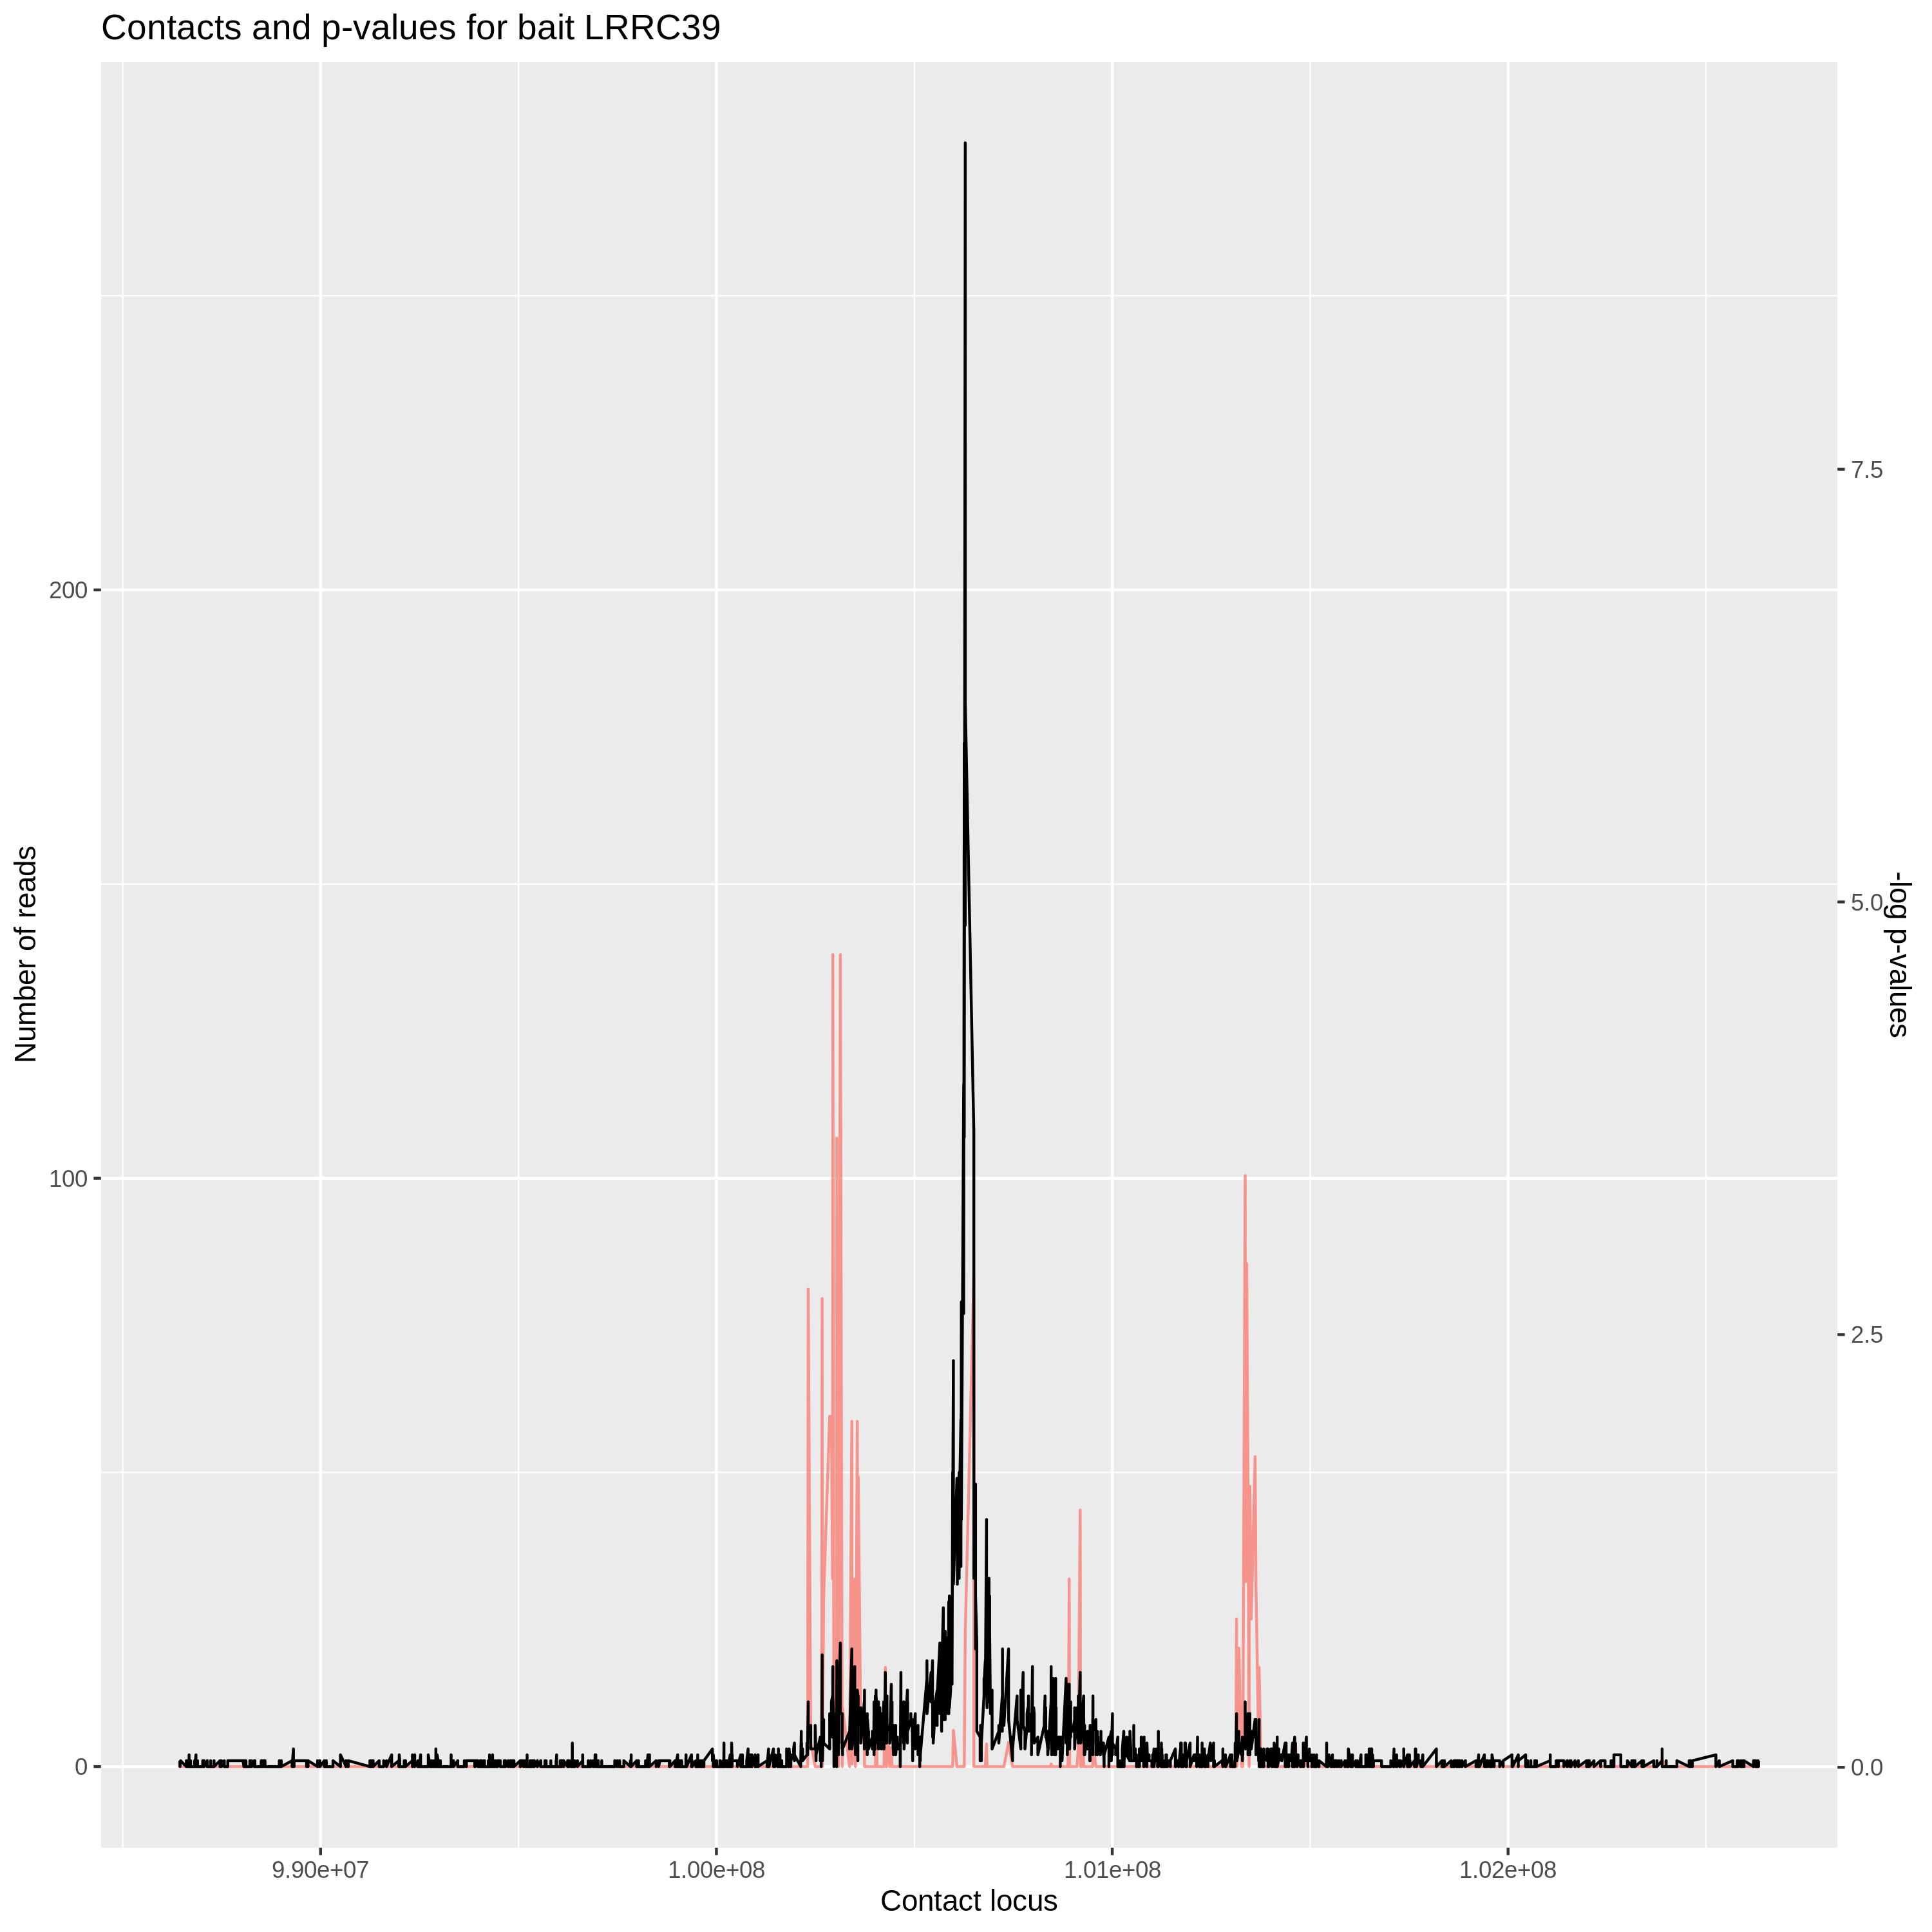 Contacts and p-values for bait LRRC39
Number of reads
200
100
0
7.5
5.0
2.5
0.0
-log p-values
9.90e+07 1.00e+08 1.01e+08 1.02e+08
Contact locus